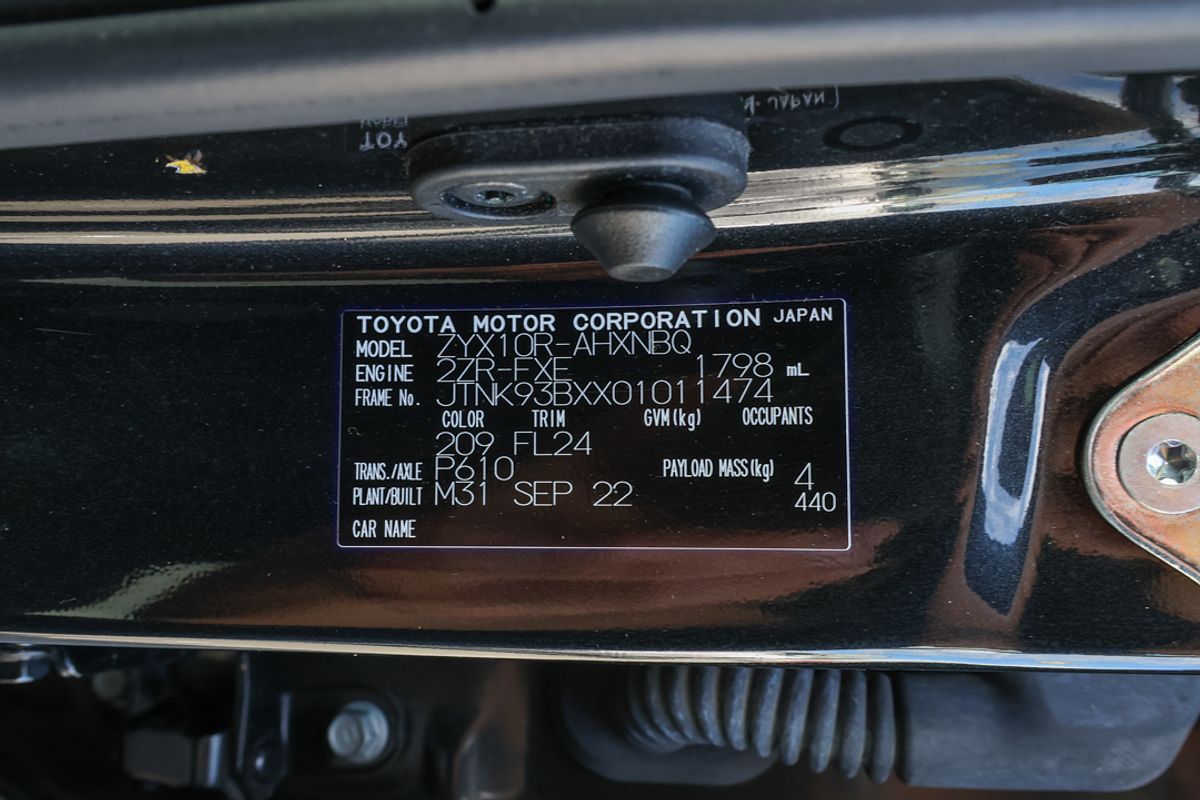 TOYOTA MOTOR CORPORATION JAPAN
MODEL ZYX10R-AHXNBQ
ENGINE 2ZR-FXE 1798 mL
FRAME No. JTNK93BXX01011474
COLOR TRIM GVM(kg) OCCUPANTS
209 FL24
TRANS./AXLE P610 PAYLOAD MASS(kg) 4
PLANT/BUILT M31 SEP 22 440
CAR NAME